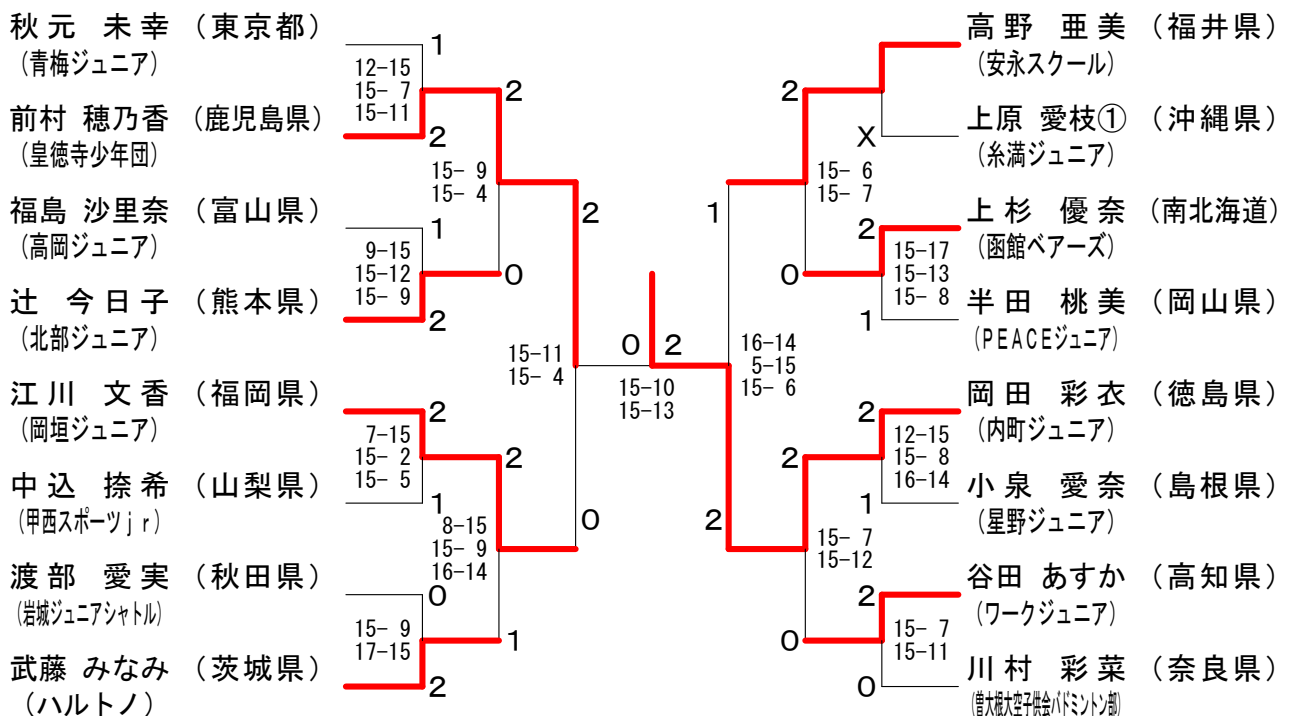 秋元 未幸 （東京都）
（青梅ジュニア）
前村 穂乃香 （鹿児島県）
（皇徳寺少年団）
福島 沙里奈 （富山県）
（高岡ジュニア）
辻 今日子 （熊本県）
（北部ジュニア）
江川 文香 （福岡県）
（岡垣ジュニア）
中込 捺希 （山梨県）
（甲西スポーツｊｒ）
渡部 愛実 （秋田県）
（岩城ジュニアシャトル）
武藤 みなみ （茨城県）
（ハルトノ）
1
12-15
15- 7
15-11
2
2
15- 9
15- 4
1
9-15
15-12
15- 9
2
0
2
15-11
15- 4
2
7-15
15- 2
15- 5
1
2
8-15
15- 9
16-14
0
0
15- 9
17-15
2
1
0 2
15-10
15-13
1
16-14
5-15
15- 6
2
2
15- 6
15- 7
0
X
2
15-17
15-13
15- 8
1
2
15- 7
15-12
0
2
12-15
15- 8
16-14
1
2
15- 7
15-11
0
高野 亜美 （福井県）
（安永スクール）
上原 愛枝① （沖縄県）
（糸満ジュニア）
上杉 優奈 （南北海道）
（函館ベアーズ）
半田 桃美 （岡山県）
（ＰＥＡＣＥジュニア）
岡田 彩衣 （徳島県）
（内町ジュニア）
小泉 愛奈 （島根県）
（星野ジュニア）
谷田 あすか （高知県）
（ワークジュニア）
川村 彩菜 （奈良県）
（曽大根大空子供会バドミントン部）